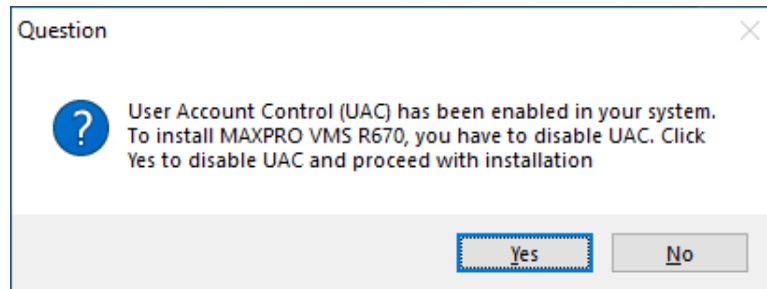 Question
User Account Control (UAC) has been enabled in your system.
To install MAXPRO VMS R670, you have to disable UAC. Click
Yes to disable UAC and proceed with installation
Yes
No